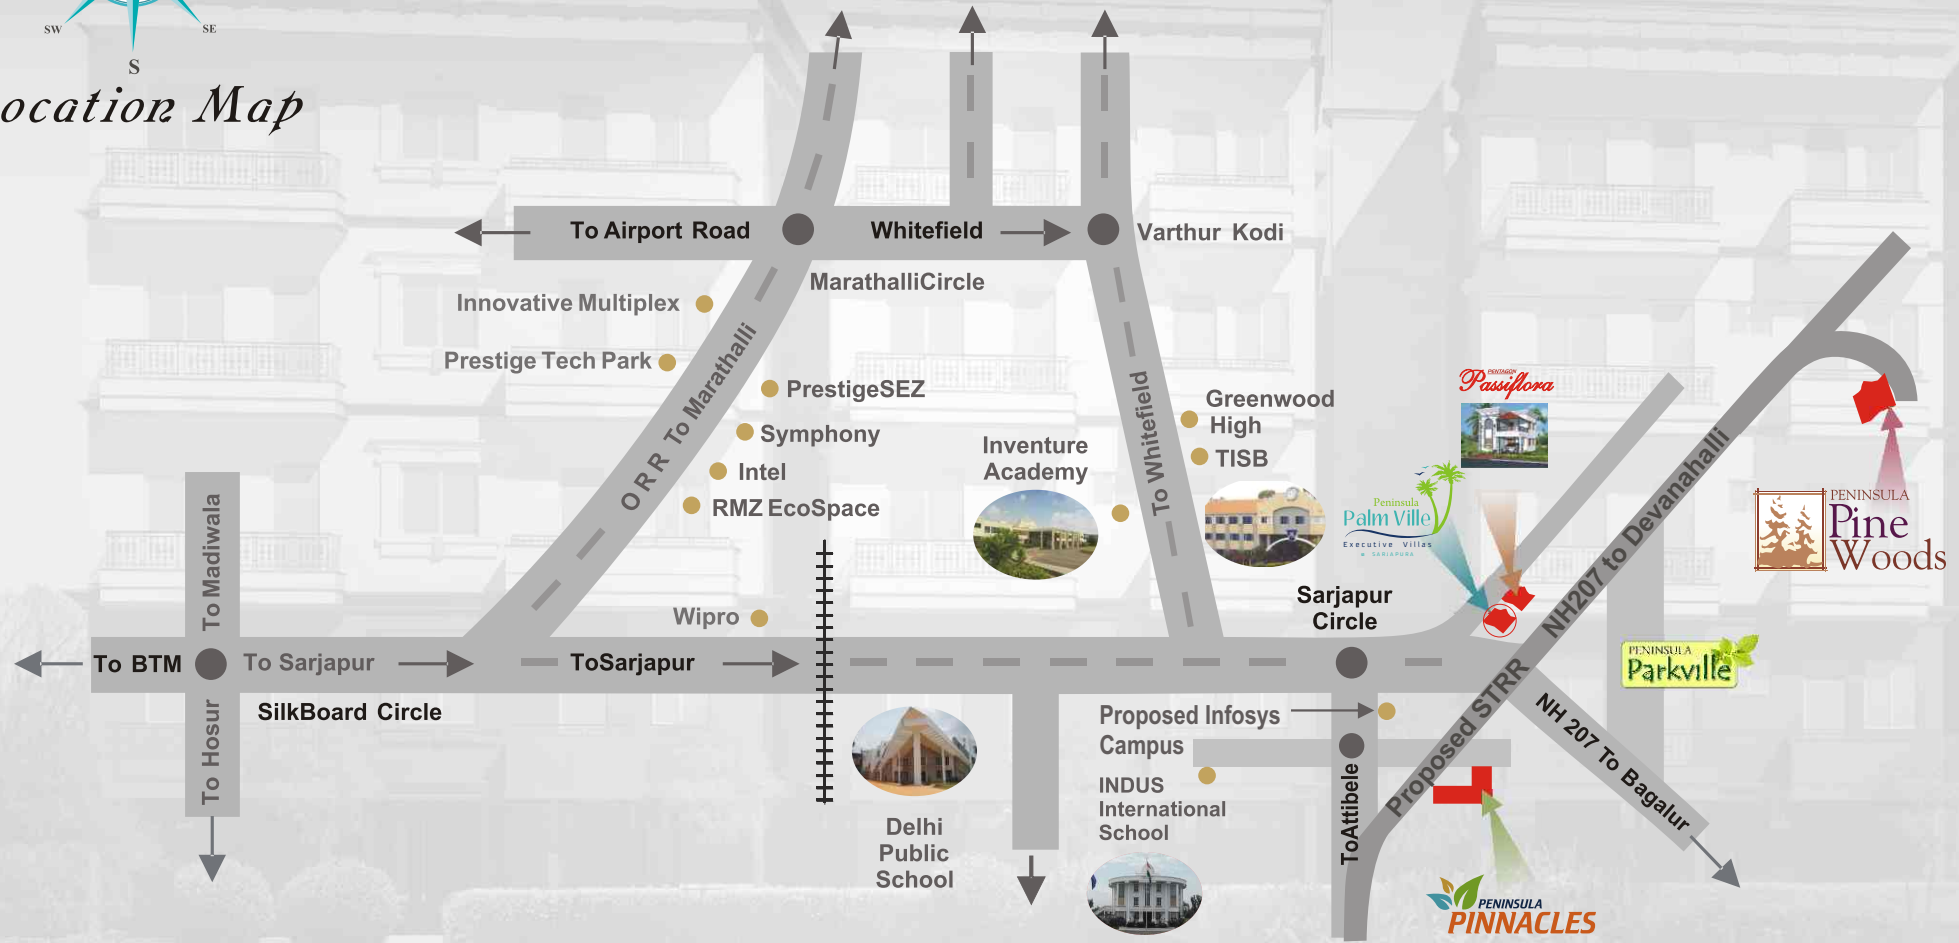 SW
SE
S
ocation Map
To Airport Road
Whitefield
Varthur Kodi
MarathalliCircle
Innovative Multiplex
Prestige Tech Park
ORR To Marathalli
PrestigeSEZ
Symphony
Intel
RMZ EcoSpace
Wipro
Inventure
Academy
To Whitefield
Greenwood
High
TISB
PENTAGON
Passiflora
Peninsula
Palm Ville
Executive Villas
SARJAPURA
NH207 to Devanahalli
PENINSULA
Pine
Woods
To Madiwala
To BTM
To Sarjapur
ToSarjapur
Sarjapur
Circle
PENINSULA
Parkville
SilkBoard Circle
To Hosur
Delhi
Public
School
Proposed Infosys
Campus
INDUS
International
School
ToAttibele
Proposed STRR
NH 207 To Bagalur
PENINSULA
PINNACLES